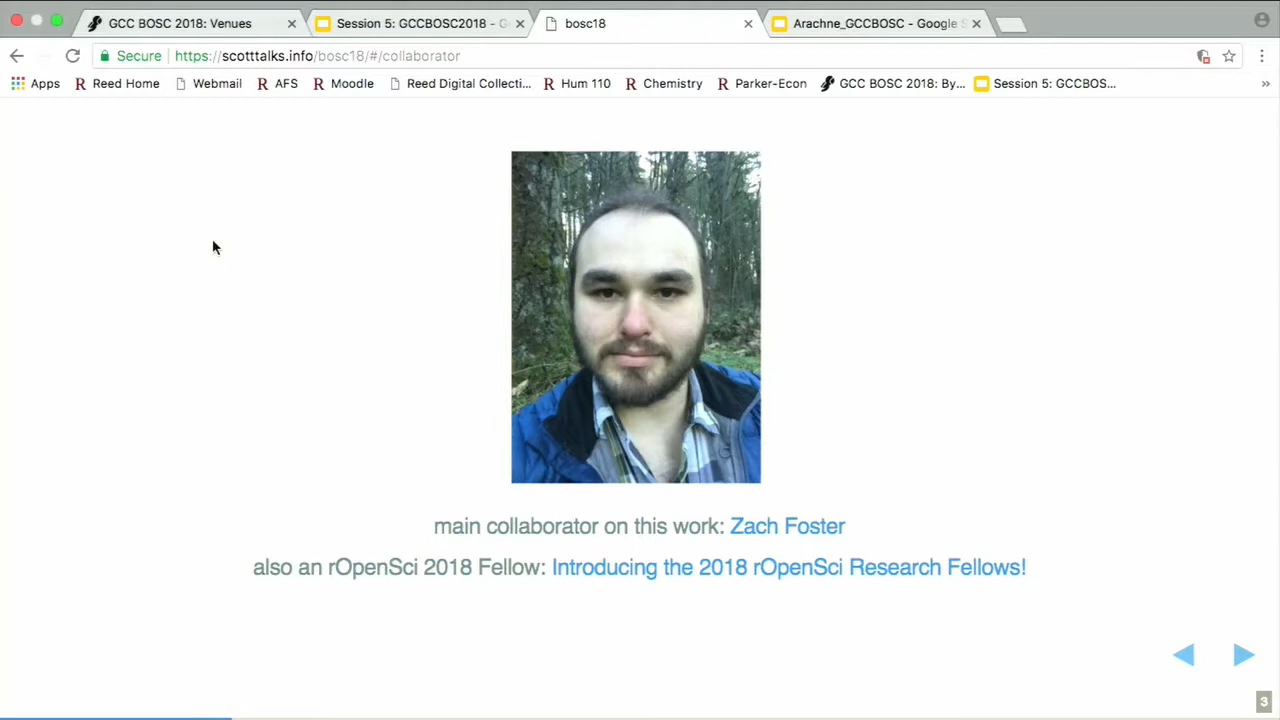 GCC BOSC 2018: Venues
Session 5: GCCBOSC2018 - G
bosc18
Arachne_GCCBOSC - Google S
Secure https://scotttalks.info/bosc18/#/collaborator
Apps R Reed Home Webmail R AFS R Moodle Reed Digital Collecti... R Hum 110 R Chemistry R Parker-Econ GCC BOSC 2018: By... Session 5: GCCBOS... »
main collaborator on this work: Zach Foster
also an rOpenSci 2018 Fellow: Introducing the 2018 rOpenSci Research Fellows!
3